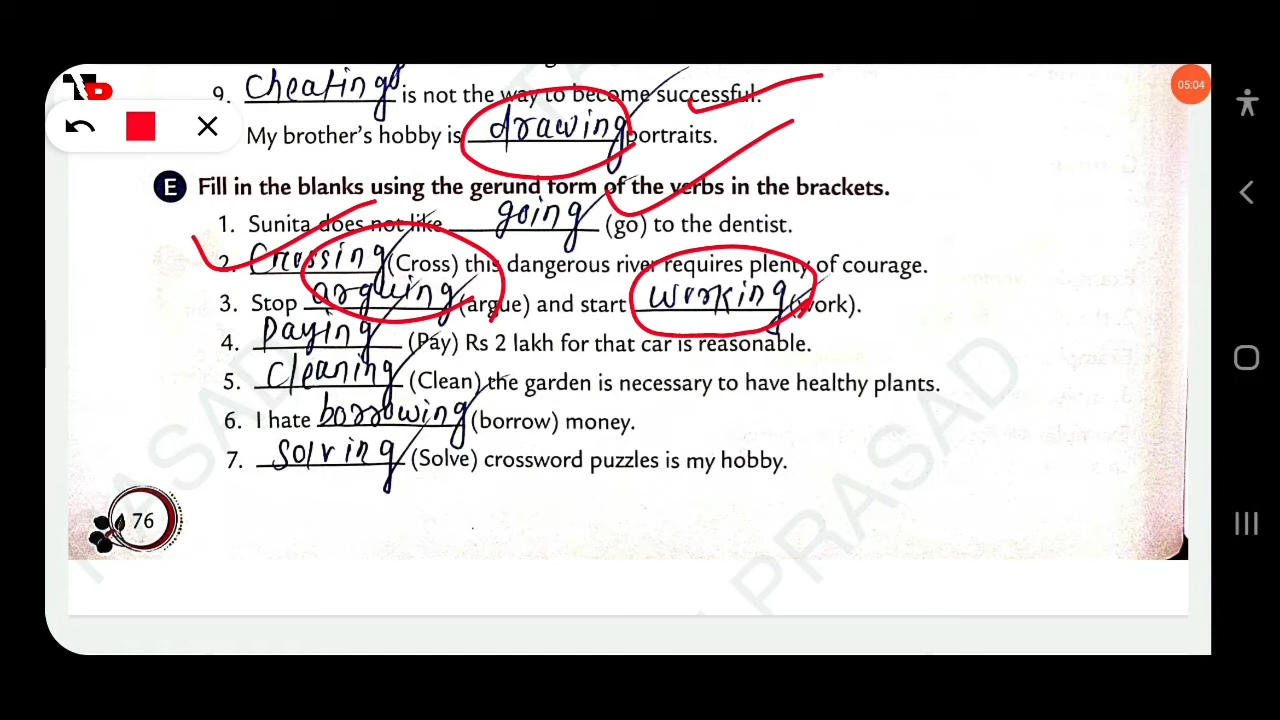 05:04
9. Cheating is not the way to become successful.
My brother's hobby is drawing portraits.
E Fill in the blanks using the gerund form of the verbs in the brackets.
1. Sunita does not like going (go) to the dentist.
2. Crossing (Cross) this dangerous river requires plenty of courage.
3. Stop arguing (argue) and start working (work).
4. Paying (Pay) Rs 2 lakh for that car is reasonable.
5. Cleaning (Clean) the garden is necessary to have healthy plants.
6. I hate borrowing (borrow) money.
7. Solving (Solve) crossword puzzles is my hobby.
76
PRASAD
PRASAD